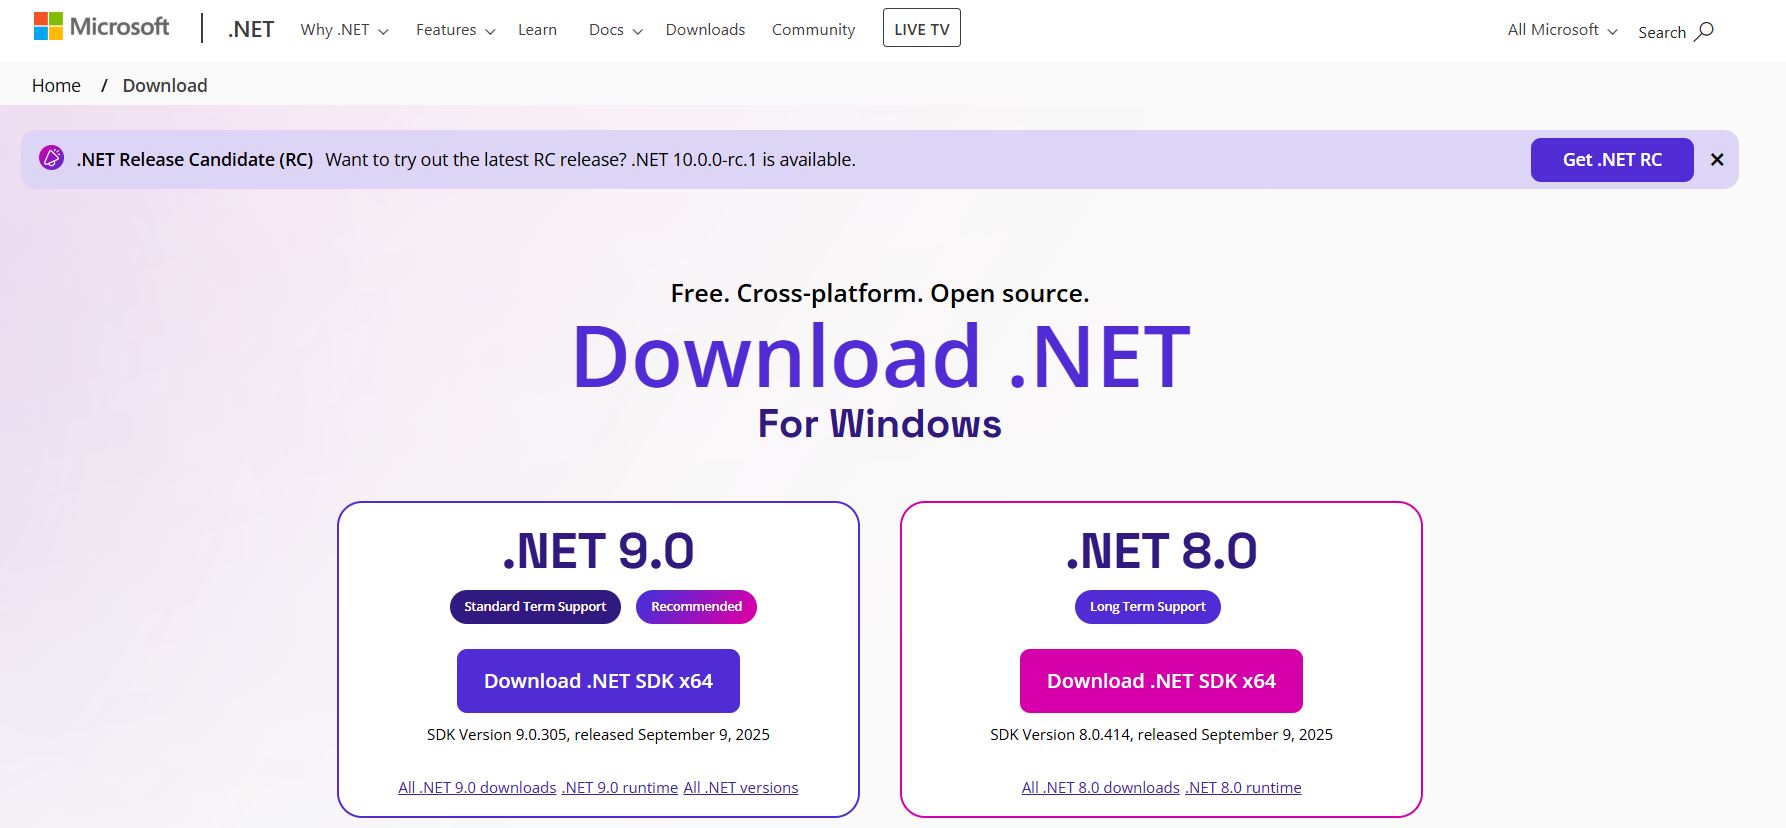 Microsoft .NET Why .NET Features Learn Docs Downloads Community LIVE TV All Microsoft Search
Home / Download
.NET Release Candidate (RC) Want to try out the latest RC release? .NET 10.0.0-rc.1 is available. Get .NET RC ×
Free. Cross-platform. Open source.
Download .NET
For Windows
.NET 9.0
Standard Term Support Recommended
Download .NET SDK x64
SDK Version 9.0.305, released September 9, 2025
All .NET 9.0 downloads .NET 9.0 runtime All .NET versions
.NET 8.0
Long Term Support
Download .NET SDK x64
SDK Version 8.0.414, released September 9, 2025
All .NET 8.0 downloads .NET 8.0 runtime